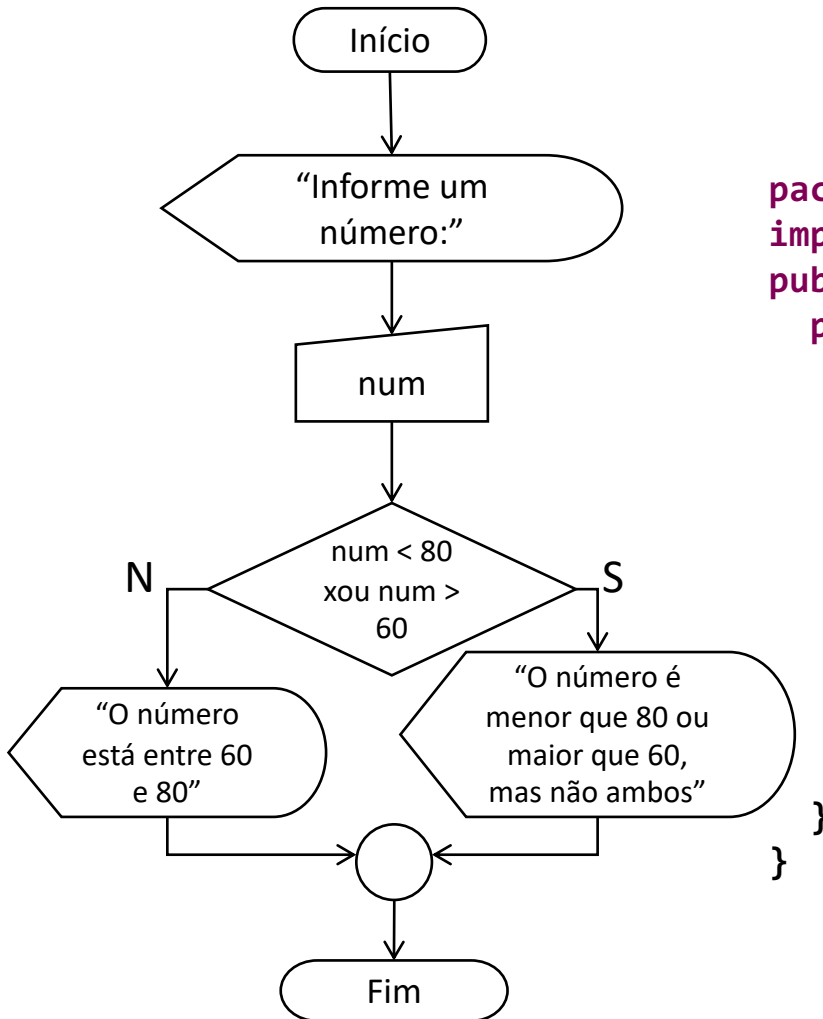 Início
“Informe um
número:”
num
num < 80
xou num >
60
N
S
“O número
está entre 60
e 80”
“O número é
menor que 80 ou
maior que 60,
mas não ambos”
Fim
pac
imp
pub
p
}
}